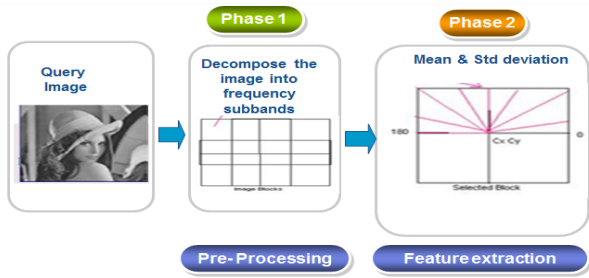 Phase 1
Phase 2
Query
Image
Decompose the
image into
frequency
subbands
Image Blocks
Mean & Std deviation
180
0
Cx Cy
Selected Block
Pre-Processing
Feature extraction